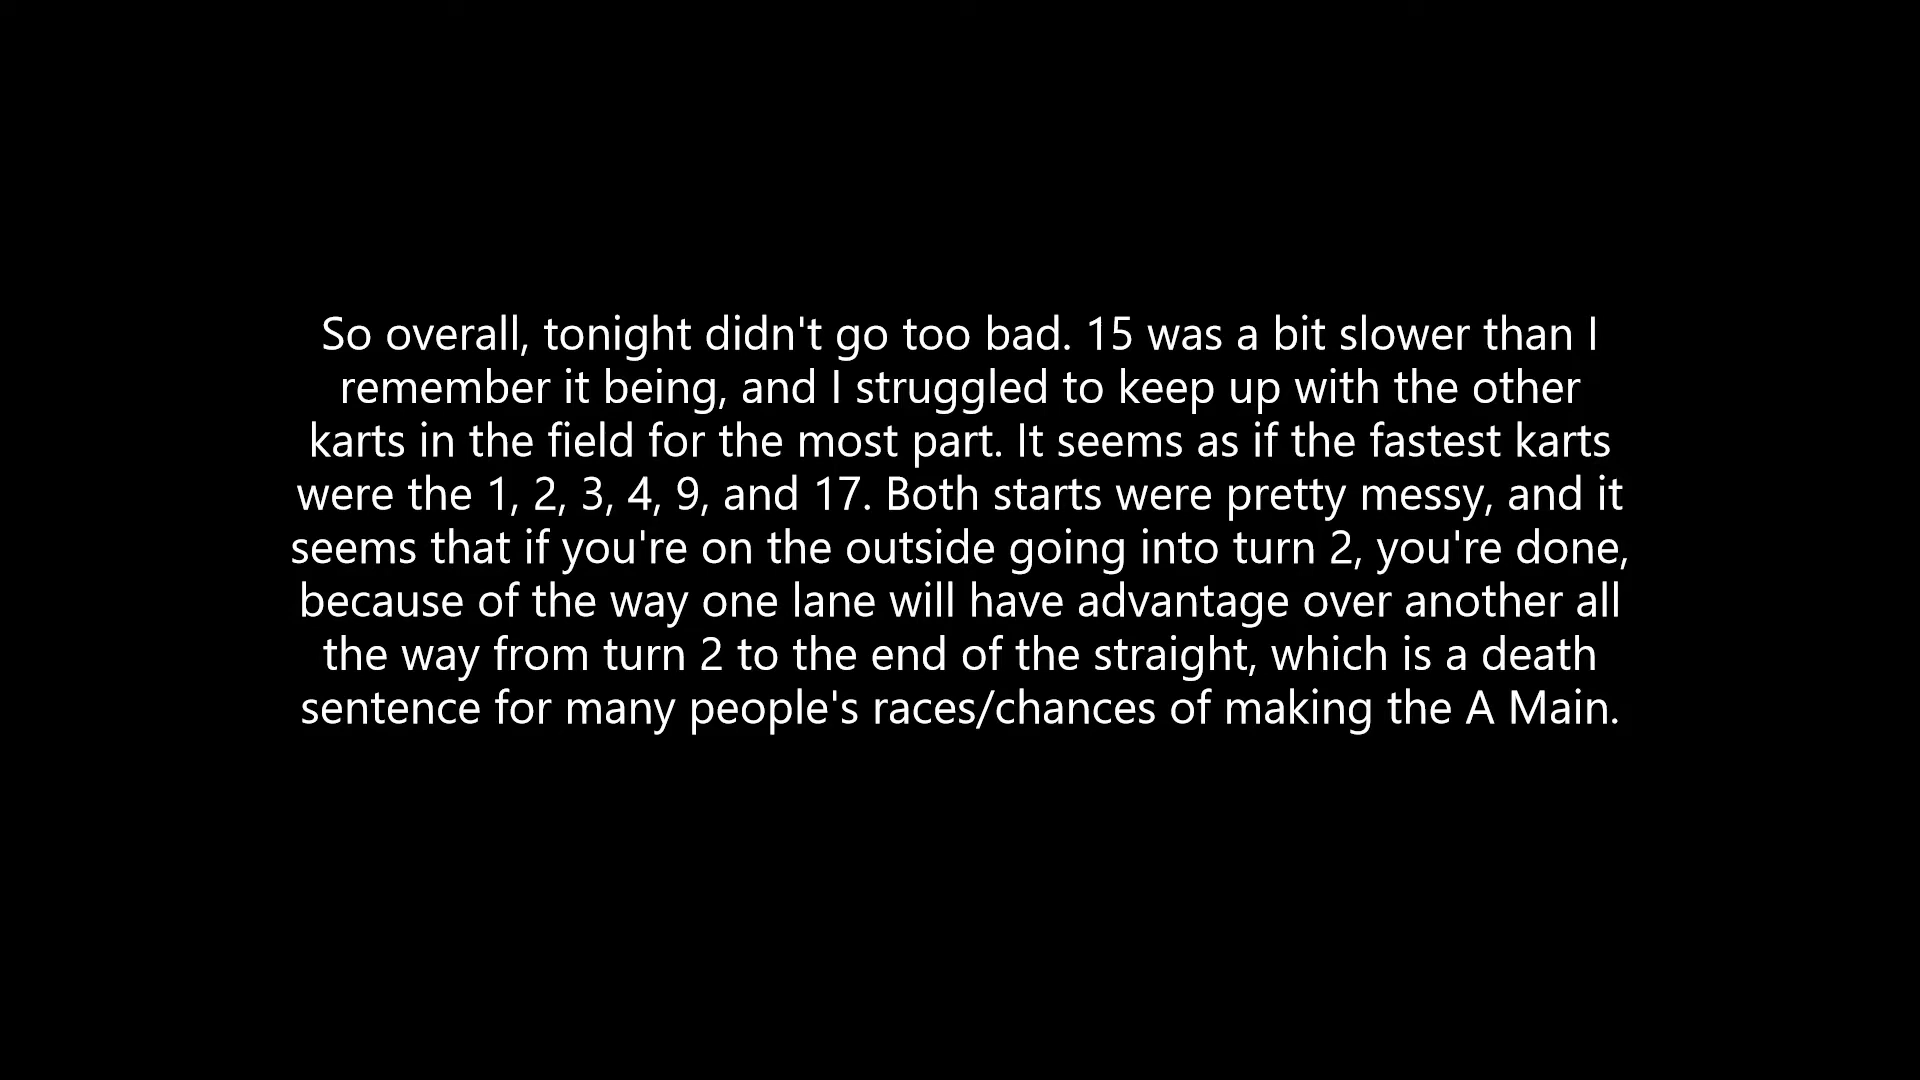 So overall, tonight didn't go too bad. 15 was a bit slower than I
remember it being, and I struggled to keep up with the other
karts in the field for the most part. It seems as if the fastest karts
were the 1, 2, 3, 4, 9, and 17. Both starts were pretty messy, and it
seems that if you're on the outside going into turn 2, you're done,
because of the way one lane will have advantage over another all
the way from turn 2 to the end of the straight, which is a death
sentence for many people's races/chances of making the A Main.